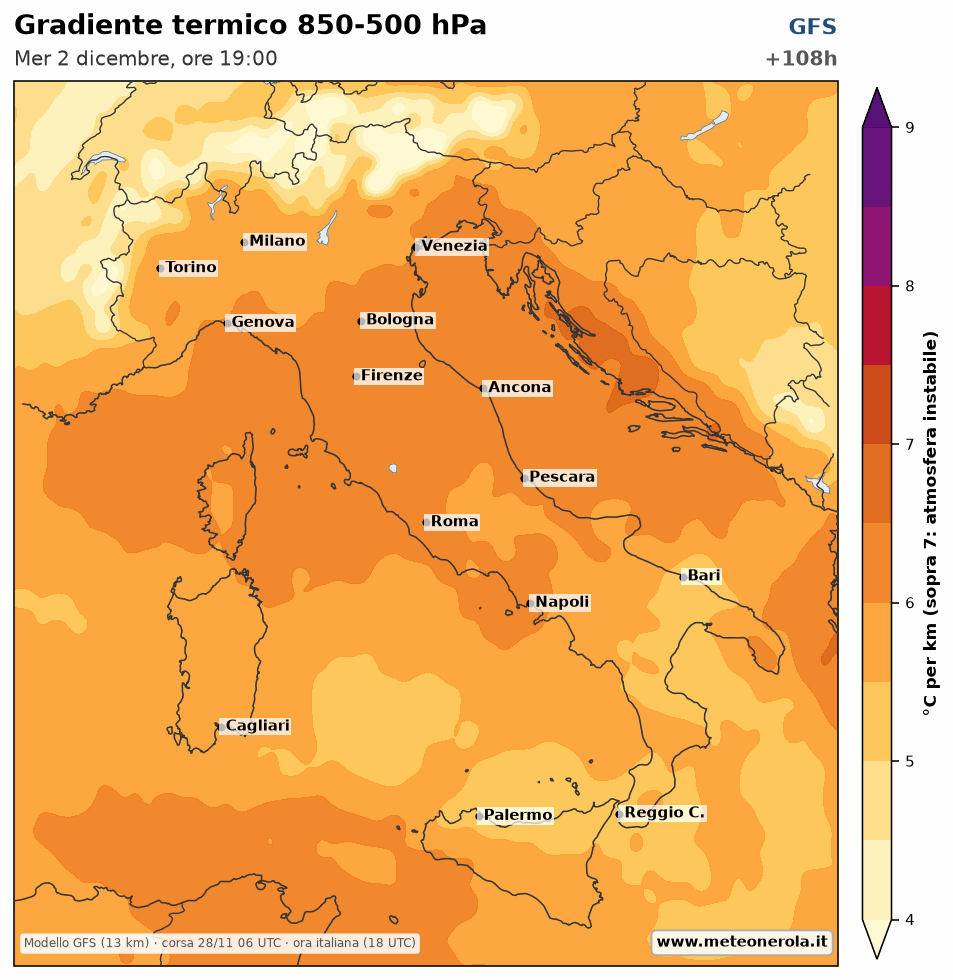 Gradiente termico 850-500 hPa
GFS
Mer 2 dicembre, ore 19:00
+108h
Milano
Venezia
Torino
Genova
Bologna
Firenze
Ancona
Pescara
Roma
Bari
Napoli
Cagliari
Palermo
Reggio C.
9
8
7
6
5
4
°C per km (sopra 7: atmosfera instabile)
Modello GFS (13 km) · corsa 28/11 06 UTC · ora italiana (18 UTC)
www.meteonerola.it